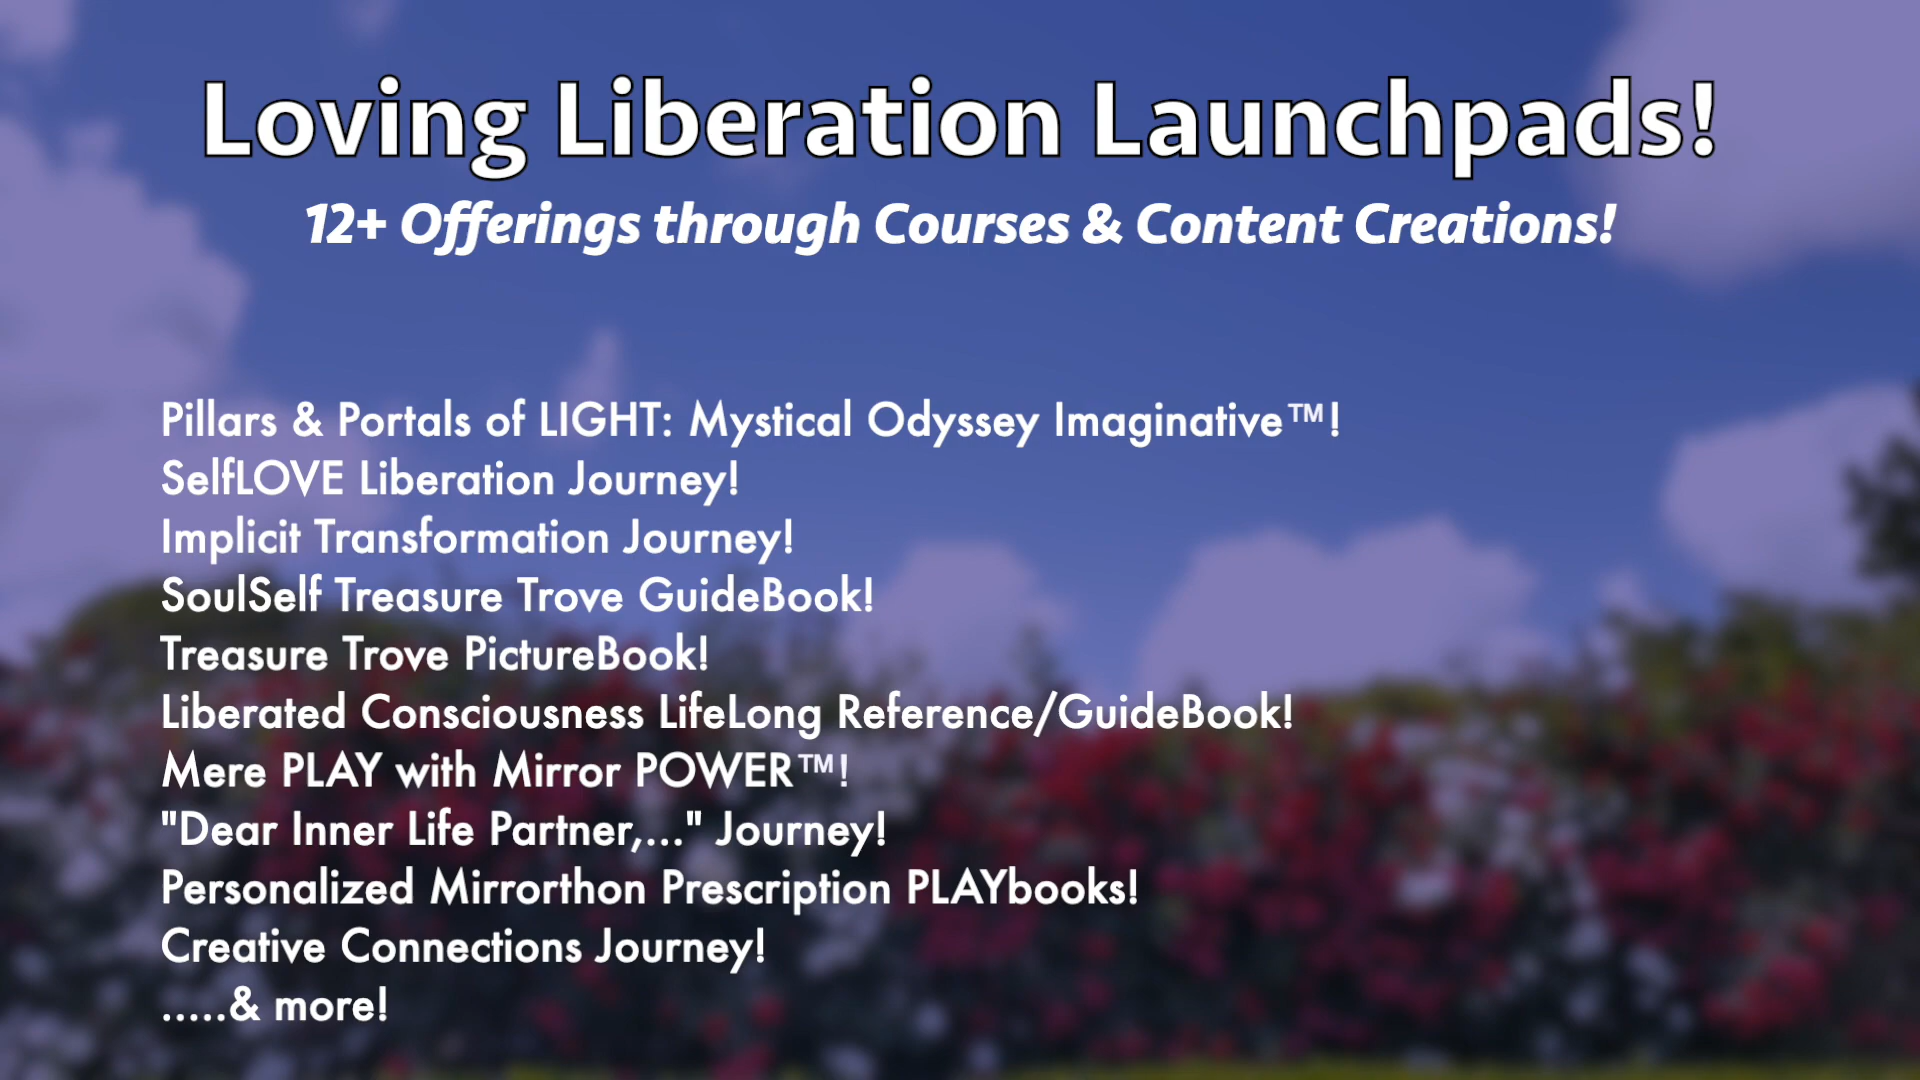 Loving Liberation Launchpads!
12+ Offerings through Courses & Content Creations!
Pillars & Portals of LIGHT: Mystical Odyssey Imaginative™!
SelfLOVE Liberation Journey!
Implicit Transformation Journey!
SoulSelf Treasure Trove GuideBook!
Treasure Trove PictureBook!
Liberated Consciousness LifeLong Reference/GuideBook!
Mere PLAY with Mirror POWER™!
"Dear Inner Life Partner,..." Journey!
Personalized Mirrorthon Prescription PLAYbooks!
Creative Connections Journey!
.....& more!